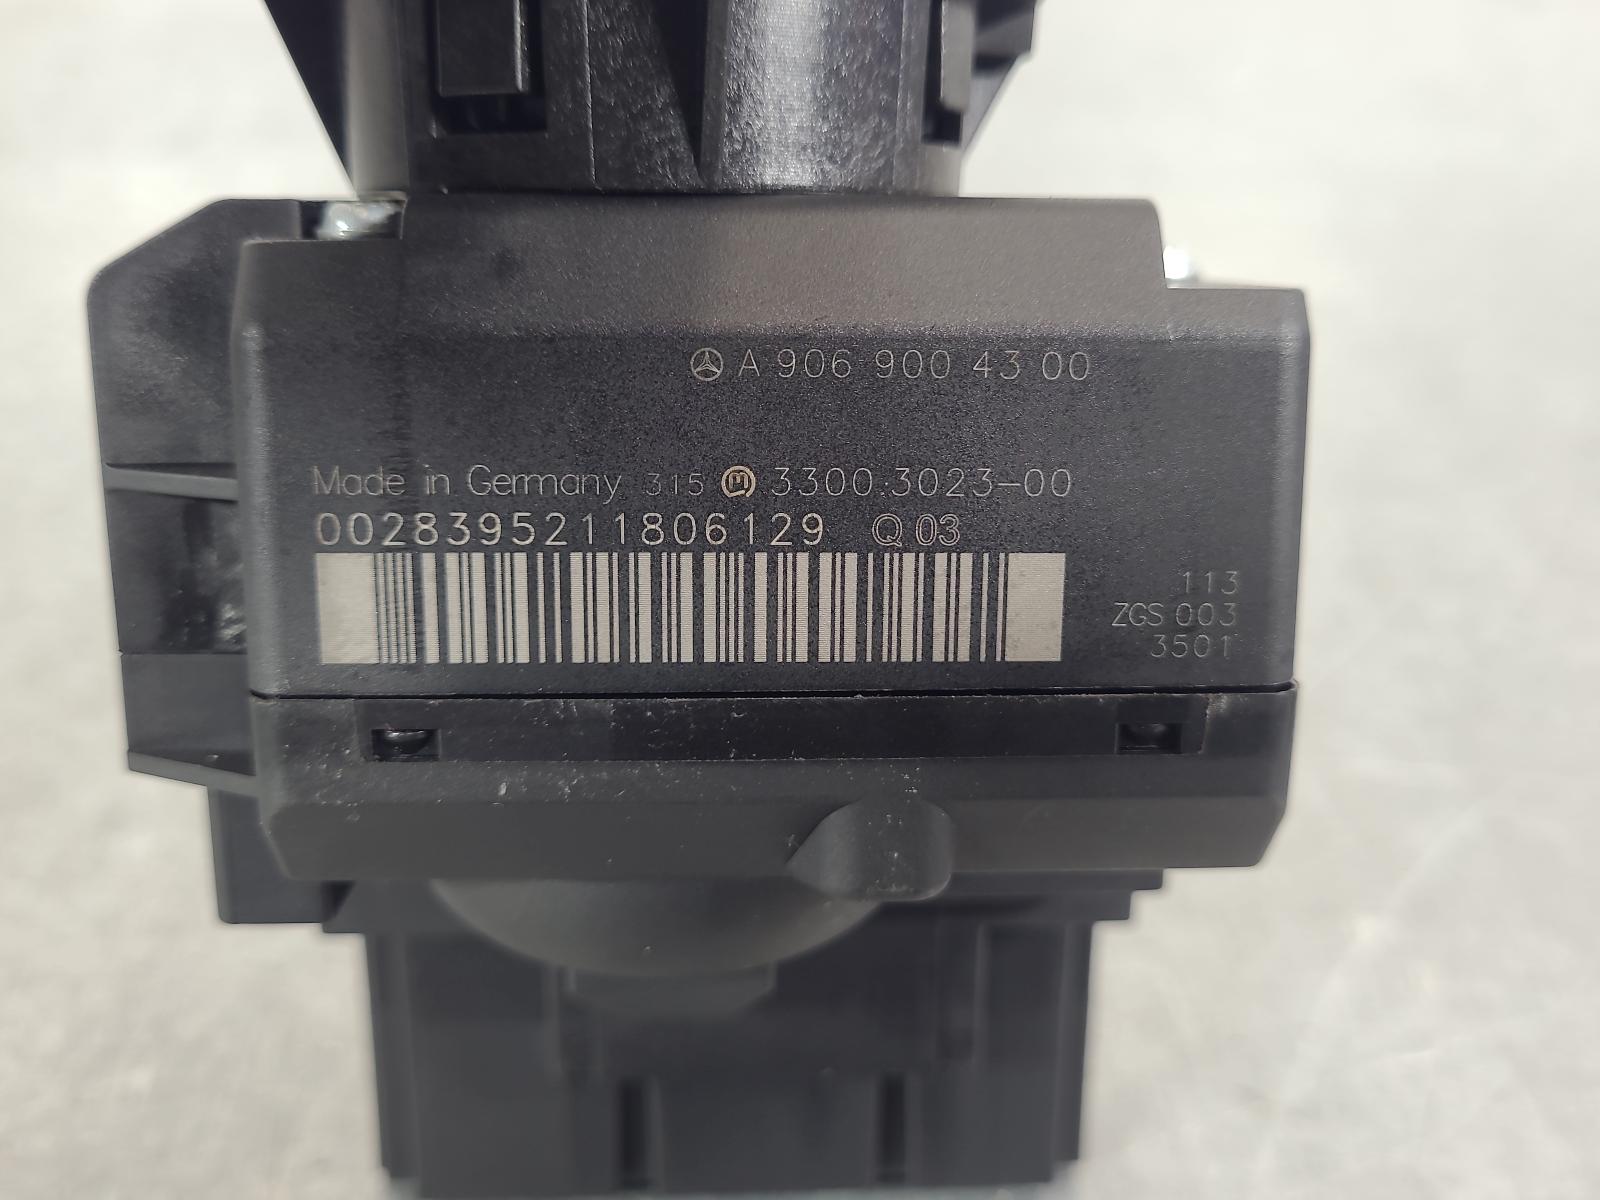 A 906 900 43 00
Made in Germany 315 M 3300.3023-00
0028395211806129 Q 03
113
ZGS 003
3501